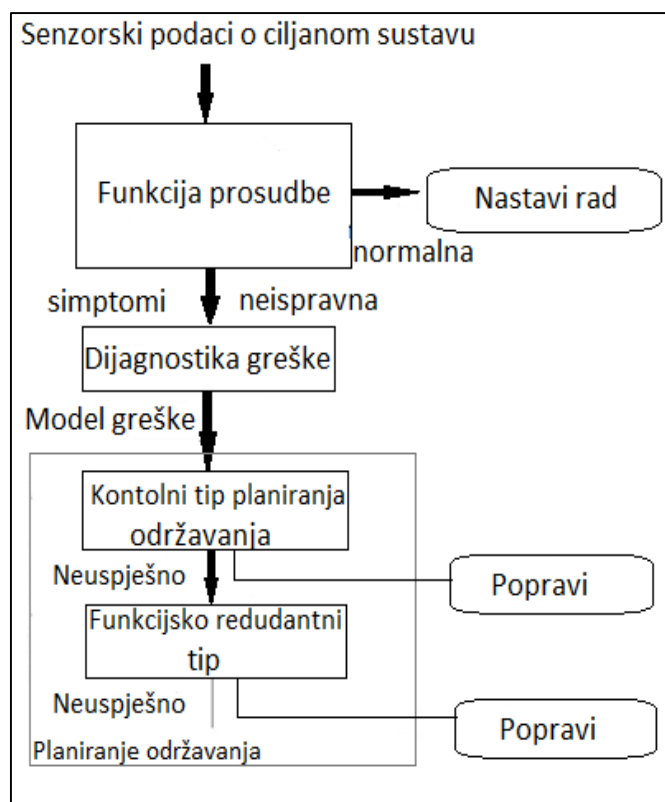 Senzorski podaci o ciljanom sustavu
Funkcija prosudbe
Nastavi rad
normalna
simptomi
neispravna
Dijagnostika greške
Model greške
Kontolni tip planiranja
održavanja
Neuspješno
Popravi
Funkcijsko redudantni
tip
Neuspješno
Popravi
Planiranje održavanja